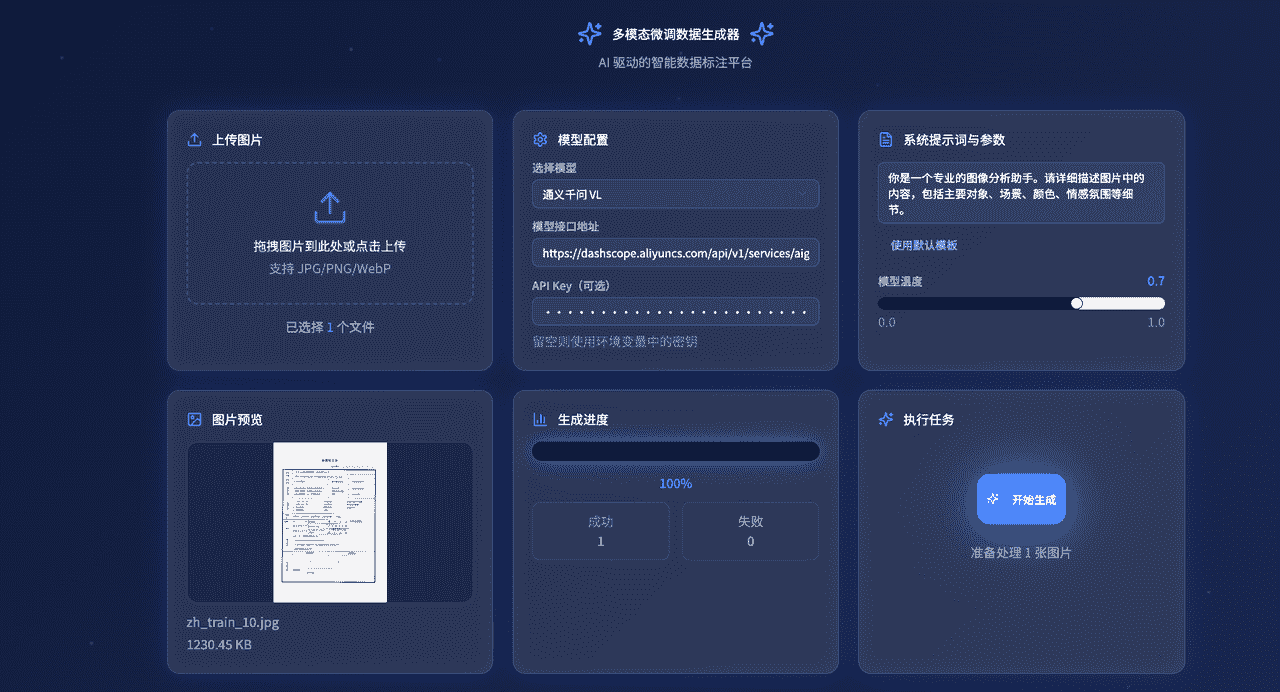 多模态微调数据生成器
AI 驱动的智能数据标注平台
上传图片
拖拽图片到此处或点击上传
支持 JPG/PNG/WebP
已选择 1 个文件
模型配置
选择模型
通义千问 VL
模型接口地址
https://dashscope.aliyuncs.com/api/v1/services/aig
API Key（可选）
留空则使用环境变量中的密钥
系统提示词与参数
你是一个专业的图像分析助手。请详细描述图片中的
内容，包括主要对象、场景、颜色、情感氛围等细
节。
使用默认模板
模型温度
0.7
0.0
1.0
图片预览
zh_train_10.jpg
1230.45 KB
生成进度
100%
成功
1
失败
0
执行任务
开始生成
准备处理 1 张图片